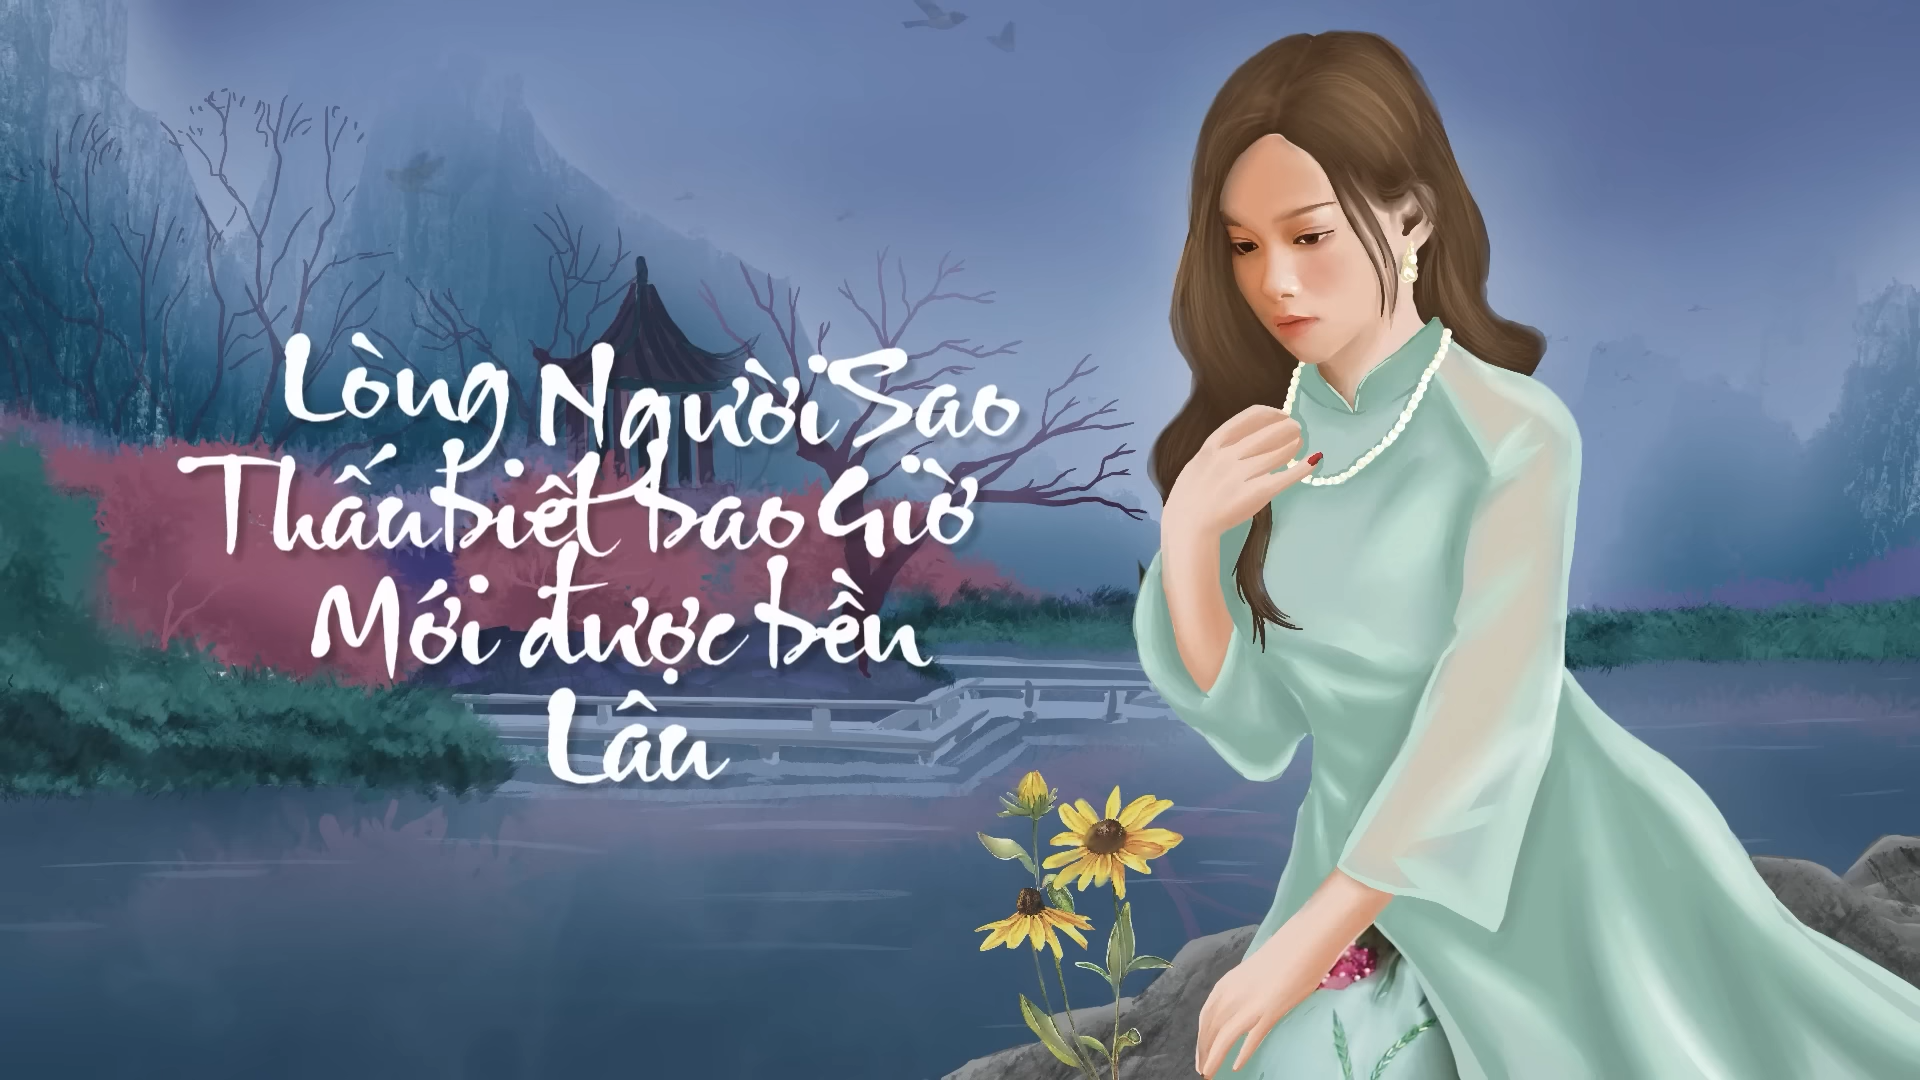 Lòng Người Sao
Thấu biết bao Giờ
Mới được bền
Lâu